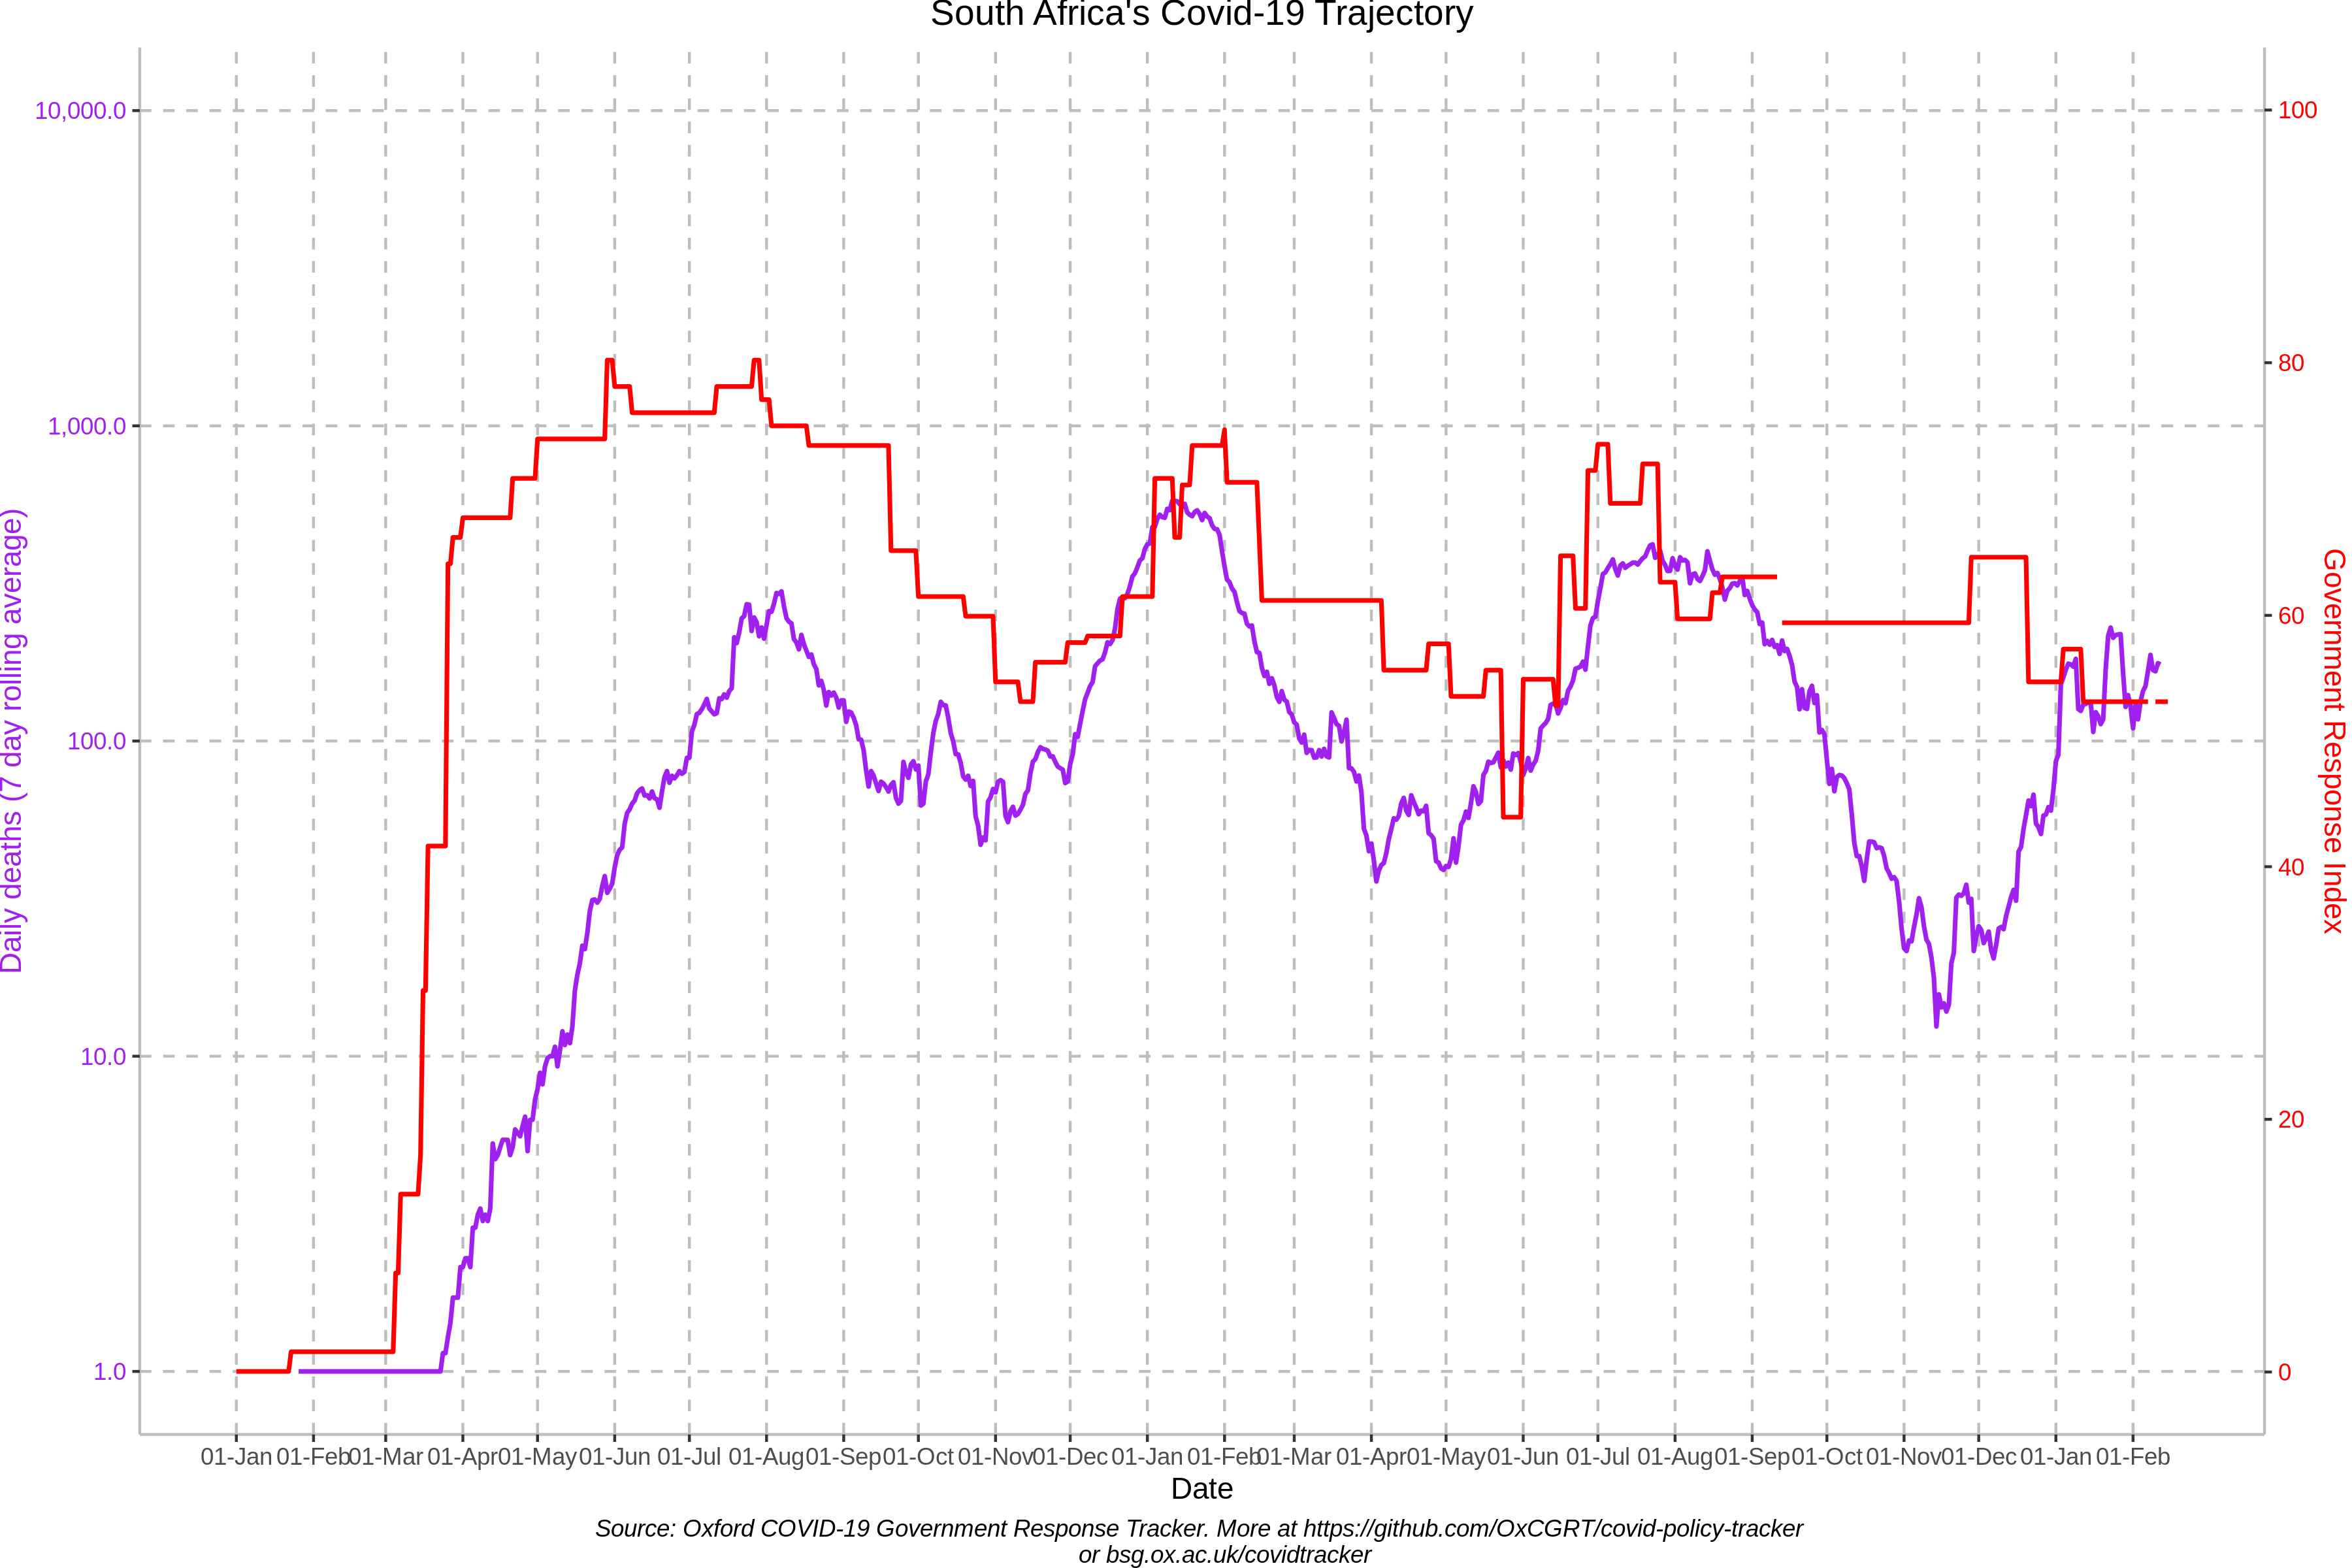 South Africa's Covid-19 Trajectory
10,000.0
1,000.0
100.0
10.0
1.0
Daily deaths (7 day rolling average)
100
80
60
40
20
0
Government Response Index
01-Jan 01-Feb 01-Mar 01-Apr 01-May 01-Jun 01-Jul 01-Aug 01-Sep 01-Oct 01-Nov 01-Dec 01-Jan 01-Feb 01-Mar 01-Apr 01-May 01-Jun 01-Jul 01-Aug 01-Sep 01-Oct 01-Nov 01-Dec 01-Jan 01-Feb
Date
Source: Oxford COVID-19 Government Response Tracker. More at https://github.com/OxCGRT/covid-policy-tracker
or bsg.ox.ac.uk/covidtracker